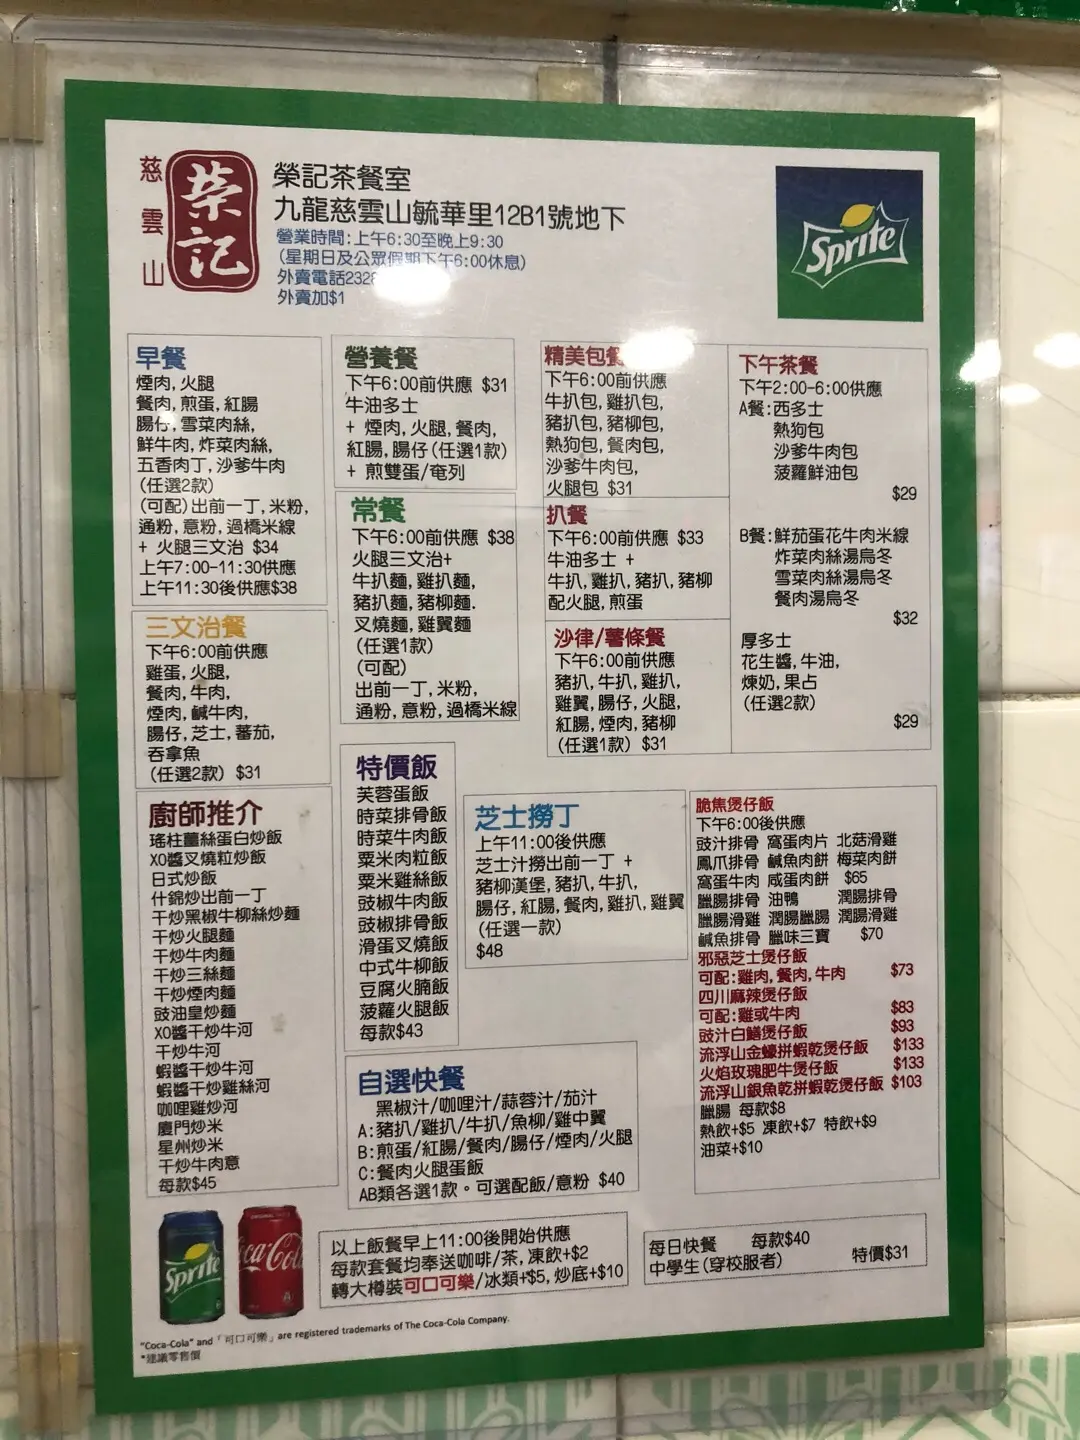 慈雲山
榮記
榮記茶餐室
九龍慈雲山毓華里12B1號地下
營業時間:上午6:30至晚上9:30
(星期日及公眾假期下午6:00休息)
外賣電話2328
外賣加$1
Sprite
早餐
煙肉,火腿
餐肉,煎蛋,紅腸
腸仔,雪菜肉絲,
鮮牛肉,炸菜肉絲,
五香肉丁,沙爹牛肉
(任選2款)
(可配)出前一丁,米粉,
通粉,意粉,過橋米線
+ 火腿三文治 $34
上午7:00-11:30供應
上午11:30後供應$38
三文治餐
下午6:00前供應
雞蛋,火腿,
餐肉,牛肉,
煙肉,鹹牛肉,
腸仔,芝士,蕃茄,
吞拿魚
(任選2款) $31
廚師推介
瑤柱薑絲蛋白炒飯
XO醬叉燒粒炒飯
日式炒飯
什錦炒出前一丁
干炒黑椒牛柳絲炒麵
干炒火腿麵
干炒牛肉麵
干炒三絲麵
干炒煙肉麵
豉油皇炒麵
XO醬干炒牛河
干炒牛河
蝦醬干炒牛河
蝦醬干炒雞絲河
咖哩雞炒河
廈門炒米
星州炒米
干炒牛肉意
每款$45
營養餐
下午6:00前供應 $31
牛油多士
+ 煙肉,火腿,餐肉,
紅腸,腸仔(任選1款)
+ 煎雙蛋/奄列
常餐
下午6:00前供應 $38
火腿三文治+
牛扒麵,雞扒麵,
豬扒麵,豬柳麵.
叉燒麵,雞翼麵
(任選1款)
(可配)
出前一丁,米粉,
通粉,意粉,過橋米線
特價飯
芙蓉蛋飯
時菜排骨飯
時菜牛肉飯
粟米肉粒飯
粟米雞絲飯
豉椒牛肉飯
豉椒排骨飯
滑蛋叉燒飯
中式牛柳飯
豆腐火腩飯
菠蘿火腿飯
每款$43
精美包餐
下午6:00前供應
牛扒包,雞扒包,
豬扒包,豬柳包,
熱狗包,餐肉包,
沙爹牛肉包,
火腿包 $31
扒餐
下午6:00前供應 $33
牛油多士 +
牛扒,雞扒,豬扒,豬柳
配火腿,煎蛋
沙律/薯條餐
下午6:00前供應
豬扒,牛扒,雞扒,
雞翼,腸仔,火腿,
紅腸,煙肉,豬柳
(任選1款) $31
下午茶餐
下午2:00-6:00供應
A餐:西多士
熱狗包
沙爹牛肉包
菠蘿鮮油包
$29
B餐:鮮茄蛋花牛肉米線
炸菜肉絲湯烏冬
雪菜肉絲湯烏冬
餐肉湯烏冬
$32
厚多士
花生醬,牛油,
煉奶,果占
(任選2款)
$29
芝士撈丁
上午11:00後供應
芝士汁撈出前一丁 +
豬柳漢堡,豬扒,牛扒,
腸仔,紅腸,餐肉,雞扒,雞翼
(任選一款)
$48
脆焦煲仔飯
下午6:00後供應
豉汁排骨 窩蛋肉片 北菇滑雞
鳳爪排骨 鹹魚肉餅 梅菜肉餅
窩蛋牛肉 咸蛋肉餅 $65
臘腸排骨 油鴨 潤腸排骨
臘腸滑雞 潤腸臘腸 潤腸滑雞
鹹魚排骨 臘味三寶 $70
邪惡芝士煲仔飯
可配:雞肉,餐肉,牛肉 $73
四川麻辣煲仔飯
可配:雞或牛肉 $83
豉汁白鱔煲仔飯 $93
流浮山金蠔拼蝦乾煲仔飯 $133
火焰玫瑰肥牛煲仔飯 $133
流浮山銀魚乾拼蝦乾煲仔飯 $103
臘腸 每款$8
熱飲+$5 凍飲+$7 特飲+$9
油菜+$10
自選快餐
黑椒汁/咖哩汁/蒜蓉汁/茄汁
A:豬扒/雞扒/牛扒/魚柳/雞中翼
B:煎蛋/紅腸/餐肉/腸仔/煙肉/火腿
C:餐肉火腿蛋飯
AB類各選1款。可選配飯/意粉 $40
Sprite
Coca-Cola
以上飯餐早上11:00後開始供應
每款套餐均奉送咖啡/茶,凍飲+$2
轉大樽裝可口可樂/冰類+$5,炒底+$10
每日快餐 每款$40
中學生(穿校服者) 特價$31
"Coca-Cola" and「可口可樂」are registered trademarks of The Coca-Cola Company.
*建議零售價